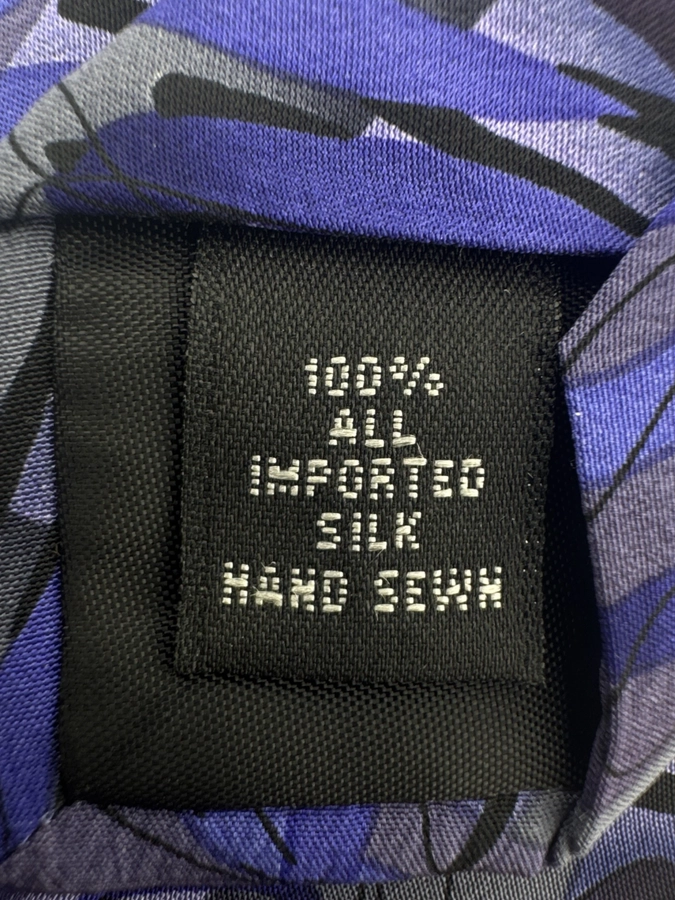 100%
ALL
IMPORTED
SILK
HAND SEWN